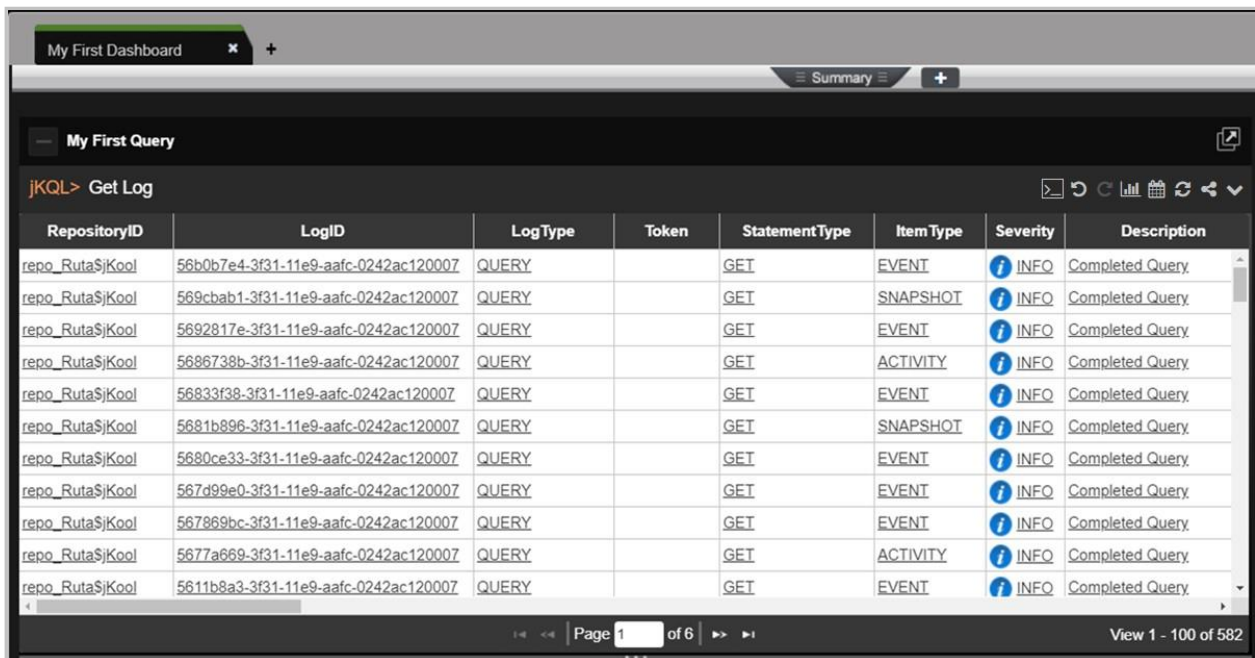 My First Dashboard
Summary
My First Query
jKQL> Get Log
RepositoryID LogID LogType Token StatementType ItemType Severity Description
repo_Ruta$jKool 56b0b7e4-3f31-11e9-aafc-0242ac120007 QUERY GET EVENT INFO Completed Query
repo_Ruta$jKool 569cbab1-3f31-11e9-aafc-0242ac120007 QUERY GET SNAPSHOT INFO Completed Query
repo_Ruta$jKool 5692817e-3f31-11e9-aafc-0242ac120007 QUERY GET EVENT INFO Completed Query
repo_Ruta$jKool 5686738b-3f31-11e9-aafc-0242ac120007 QUERY GET ACTIVITY INFO Completed Query
repo_Ruta$jKool 56833f38-3f31-11e9-aafc-0242ac120007 QUERY GET EVENT INFO Completed Query
repo_Ruta$jKool 5681b896-3f31-11e9-aafc-0242ac120007 QUERY GET SNAPSHOT INFO Completed Query
repo_Ruta$jKool 5680ce33-3f31-11e9-aafc-0242ac120007 QUERY GET EVENT INFO Completed Query
repo_Ruta$jKool 567d99e0-3f31-11e9-aafc-0242ac120007 QUERY GET EVENT INFO Completed Query
repo_Ruta$jKool 567869bc-3f31-11e9-aafc-0242ac120007 QUERY GET EVENT INFO Completed Query
repo_Ruta$jKool 5677a669-3f31-11e9-aafc-0242ac120007 QUERY GET ACTIVITY INFO Completed Query
repo_Ruta$jKool 5611b8a3-3f31-11e9-aafc-0242ac120007 QUERY GET EVENT INFO Completed Query
Page 1 of 6 View 1 - 100 of 582